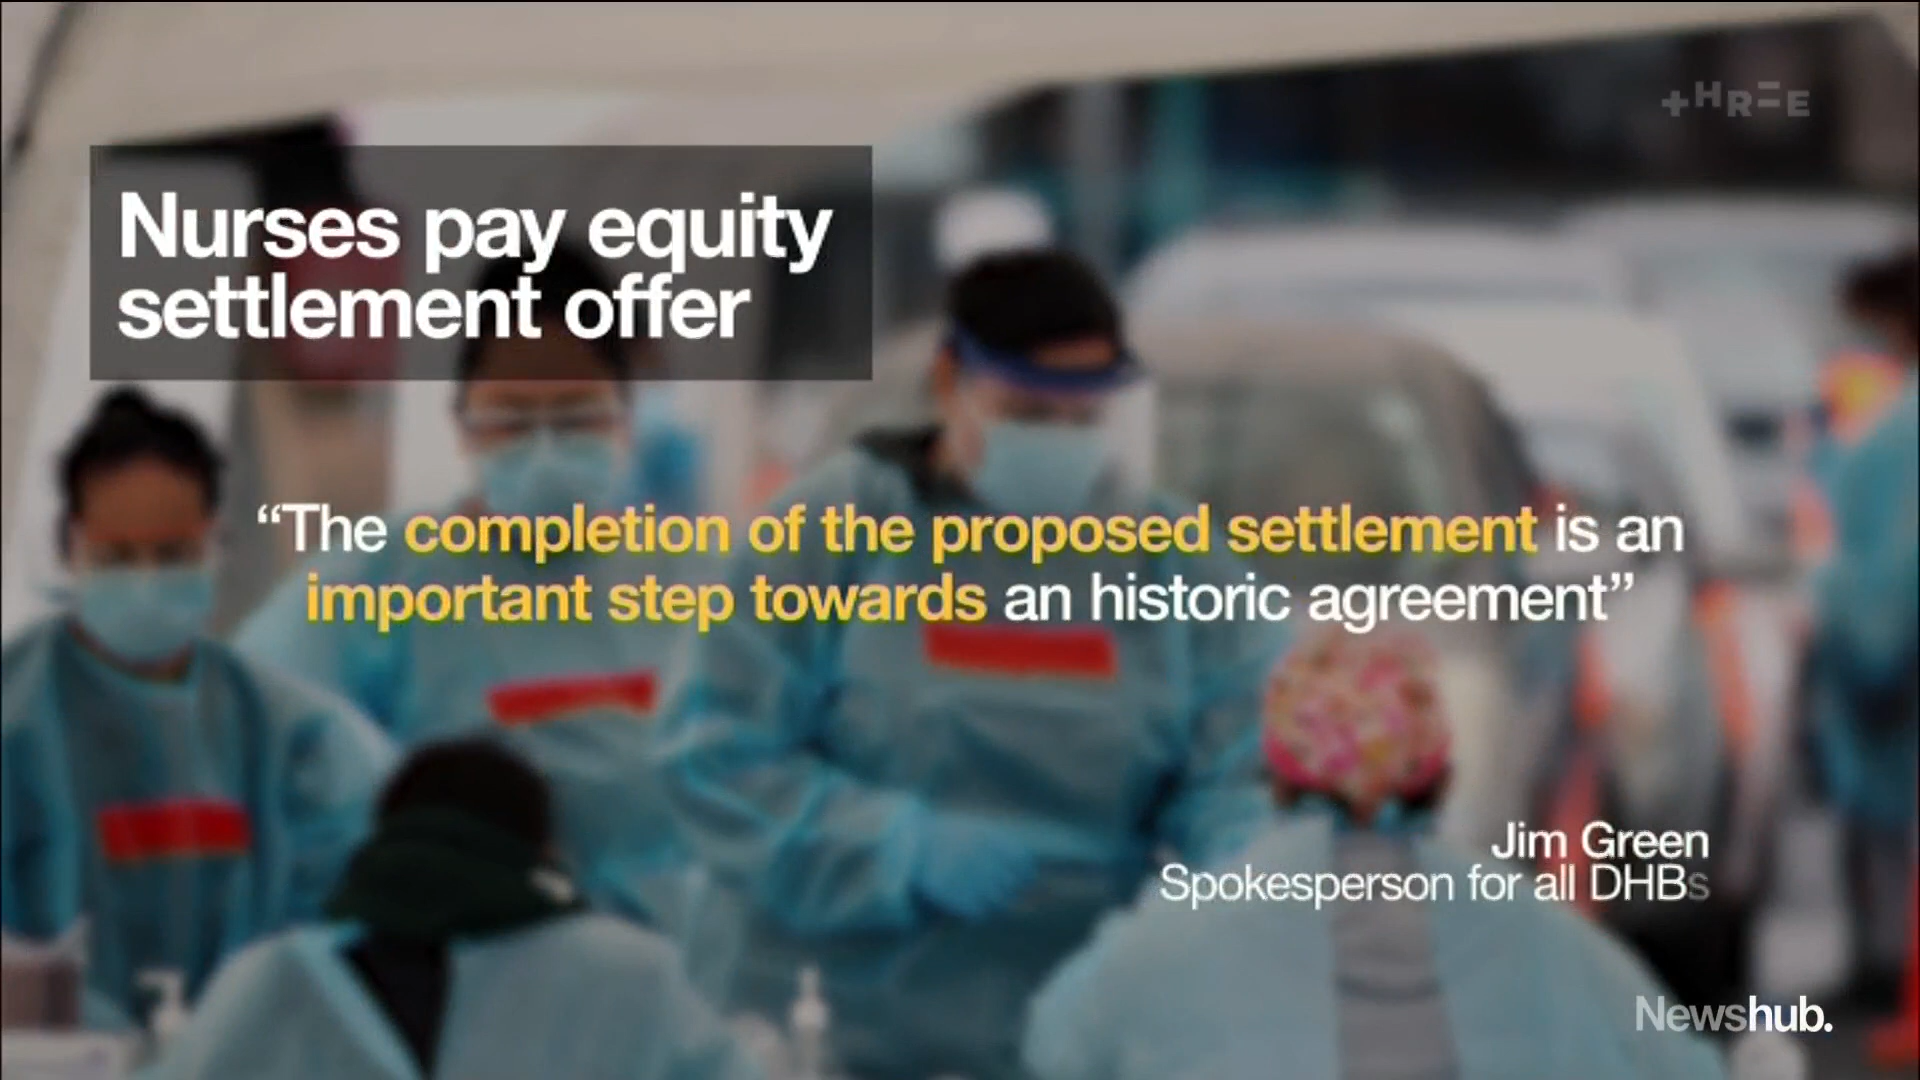 +HR=E
Nurses pay equity
settlement offer
“The completion of the proposed settlement is an
important step towards an historic agreement”
Jim Green
Spokesperson for all DHBs
Newshub.